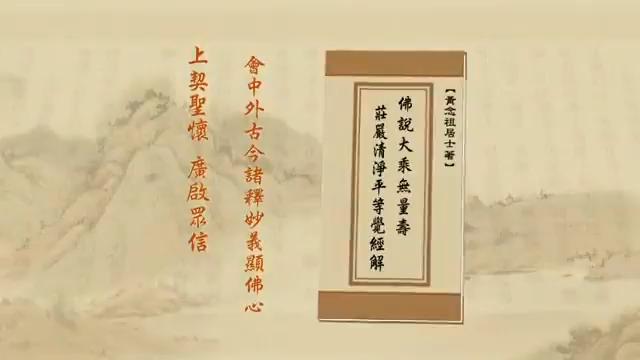 【黃念祖居士著】
佛說大乘無量壽
莊嚴清淨平等覺經解
會中外古今諸釋妙義顯佛心
上契聖懷 廣啟眾信